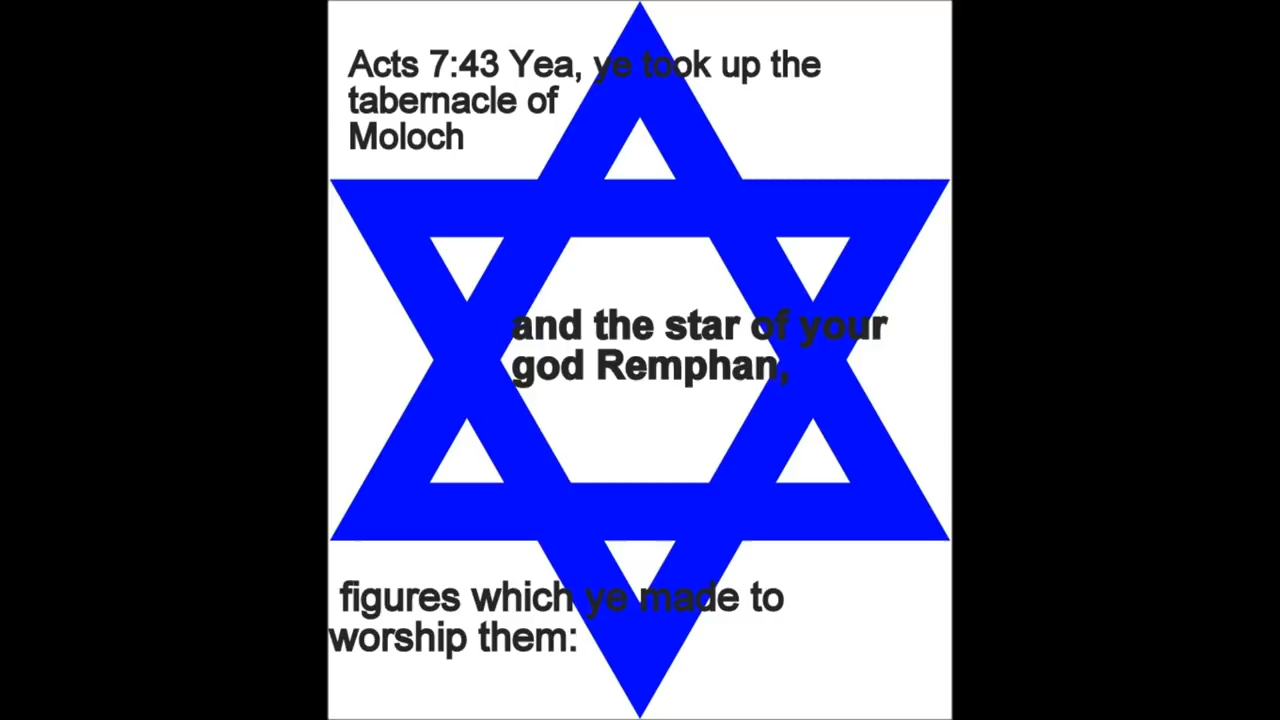 Acts 7:43 Yea, ye took up the
tabernacle of
Moloch
and the star of your
god Remphan,
figures which ye made to
worship them: